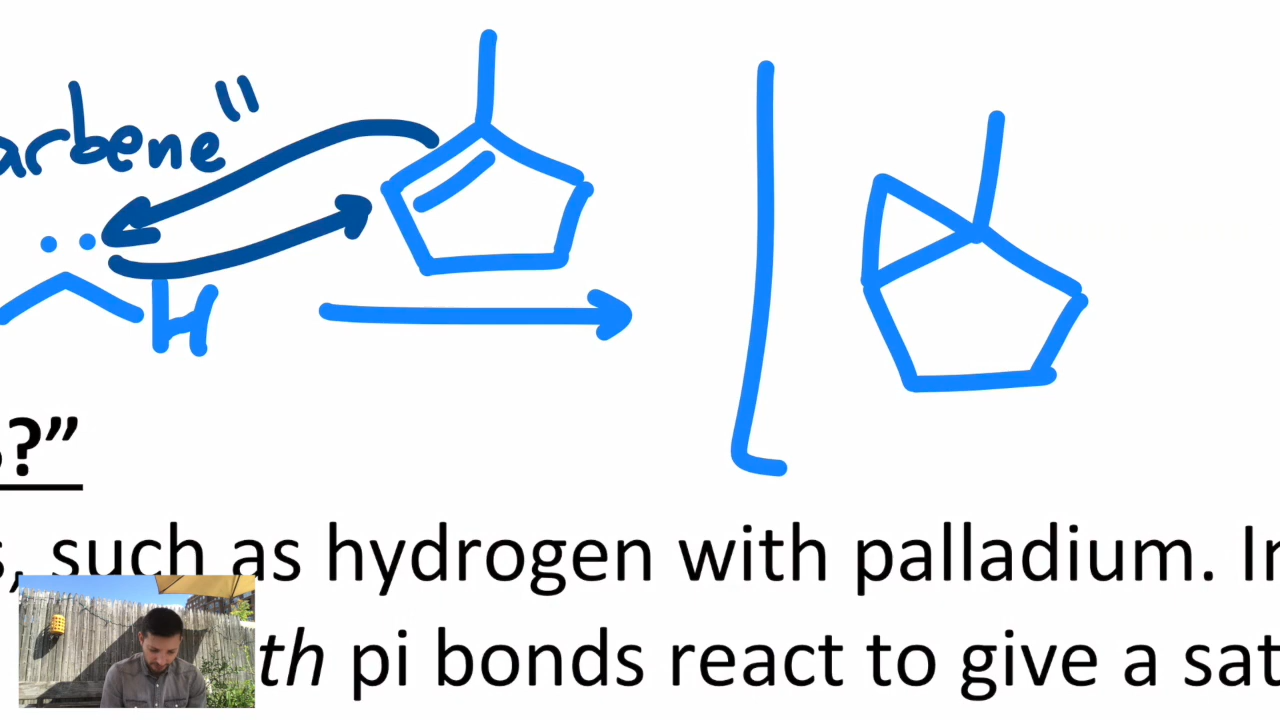 arbene"
H
s?”
s, such as hydrogen with palladium. In
th pi bonds react to give a sat